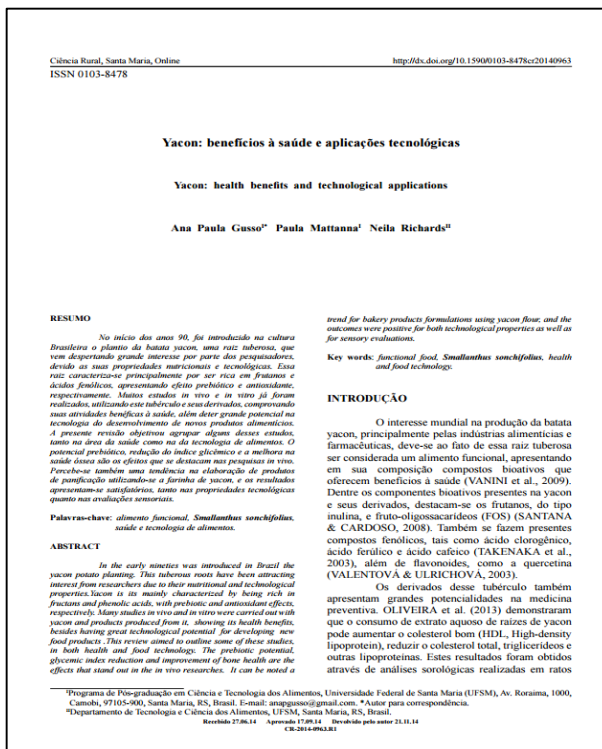 Ciência Rural, Santa Maria, Online
http://dx.doi.org/10.1590/0103-8478cr20140963
ISSN 0103-8478
Yacon: benefícios à saúde e aplicações tecnológicas
Yacon: health benefits and technological applications
Ana Paula Gusso^I* Paula Mattanna^I Neila Richards^II
RESUMO
No início dos anos 90, foi introduzido na cultura
Brasileira o plantio da batata yacon, uma raiz tuberosa, que
vem despertando grande interesse por parte dos pesquisadores,
devido as suas propriedades nutricionais e tecnológicas. Essa
raiz caracteriza-se principalmente por ser rica em frutanos e
ácidos fenólicos, apresentando efeito prebiótico e antioxidante,
respectivamente. Muitos estudos in vivo e in vitro já foram
realizados, utilizando este tubérculo e seus derivados, comprovando
suas atividades benéficas à saúde, além deter grande potencial na
tecnologia do desenvolvimento de novos produtos alimentícios.
A presente revisão objetivou agrupar alguns desses estudos,
tanto na área da saúde como na da tecnologia de alimentos. O
potencial prebiótico, redução do índice glicêmico e a melhora na
saúde óssea são os efeitos que se destacam nas pesquisas in vivo.
Percebe-se também uma tendência na elaboração de produtos
de panificação utilizando-se a farinha de yacon, e os resultados
apresentam-se satisfatórios, tanto nas propriedades tecnológicas
quanto nas avaliações sensoriais.
Palavras-chave: alimento funcional, Smallanthus sonchifolius,
saúde e tecnologia de alimentos.
ABSTRACT
In the early nineties was introduced in Brazil the
yacon potato planting. This tuberous roots have been attracting
interest from researchers due to their nutritional and technological
properties.Yacon is its mainly characterized by being rich in
fructans and phenolic acids, with prebiotic and antioxidant effects,
respectively. Many studies in vivo and in vitro were carried out with
yacon and products produced from it, showing its health benefits,
besides having great technological potential for developing new
food products .This review aimed to outline some of these studies,
in both health and food technology. The prebiotic potential,
glycemic index reduction and improvement of bone health are the
effects that stand out in the in vivo researches. It can be noted a
trend for bakery products formulations using yacon flour, and the
outcomes were positive for both technological properties as well as
for sensory evaluations.
Key words: functional food, Smallanthus sonchifolius, health
and food technology.
INTRODUÇÃO
O interesse mundial na produção da batata
yacon, principalmente pelas indústrias alimentícias e
farmacêuticas, deve-se ao fato de essa raiz tuberosa
ser considerada um alimento funcional, apresentando
em sua composição compostos bioativos que
oferecem benefícios à saúde (VANINI et al., 2009).
Dentre os componentes bioativos presentes na yacon
e seus derivados, destacam-se os frutanos, do tipo
inulina, e fruto-oligossacarídeos (FOS) (SANTANA
& CARDOSO, 2008). Também se fazem presentes
compostos fenólicos, tais como ácido clorogênico,
ácido ferúlico e ácido cafeico (TAKENAKA et al.,
2003), além de flavonoides, como a quercetina
(VALENTOVÁ & ULRICHOVÁ, 2003).
Os derivados desse tubérculo também
apresentam grandes potencialidades na medicina
preventiva. OLIVEIRA et al. (2013) demonstraram
que o consumo de extrato aquoso de raízes de yacon
pode aumentar o colesterol bom (HDL, High-density
lipoprotein), reduzir o colesterol total, triglicerídeos e
outras lipoproteínas. Estes resultados foram obtidos
através de análises sorológicas realizadas em ratos
^IPrograma de Pós-graduação em Ciência e Tecnologia dos Alimentos, Universidade Federal de Santa Maria (UFSM), Av. Roraima, 1000,
Camobi, 97105-900, Santa Maria, RS, Brasil. E-mail: anapgusso@gmail.com. *Autor para correspondência.
^IIDepartamento de Tecnologia e Ciência dos Alimentos, UFSM, Santa Maria, RS, Brasil.
Recebido 27.06.14 Aprovado 17.09.14 Devolvido pelo autor 21.11.14
CR-2014-0963.R1